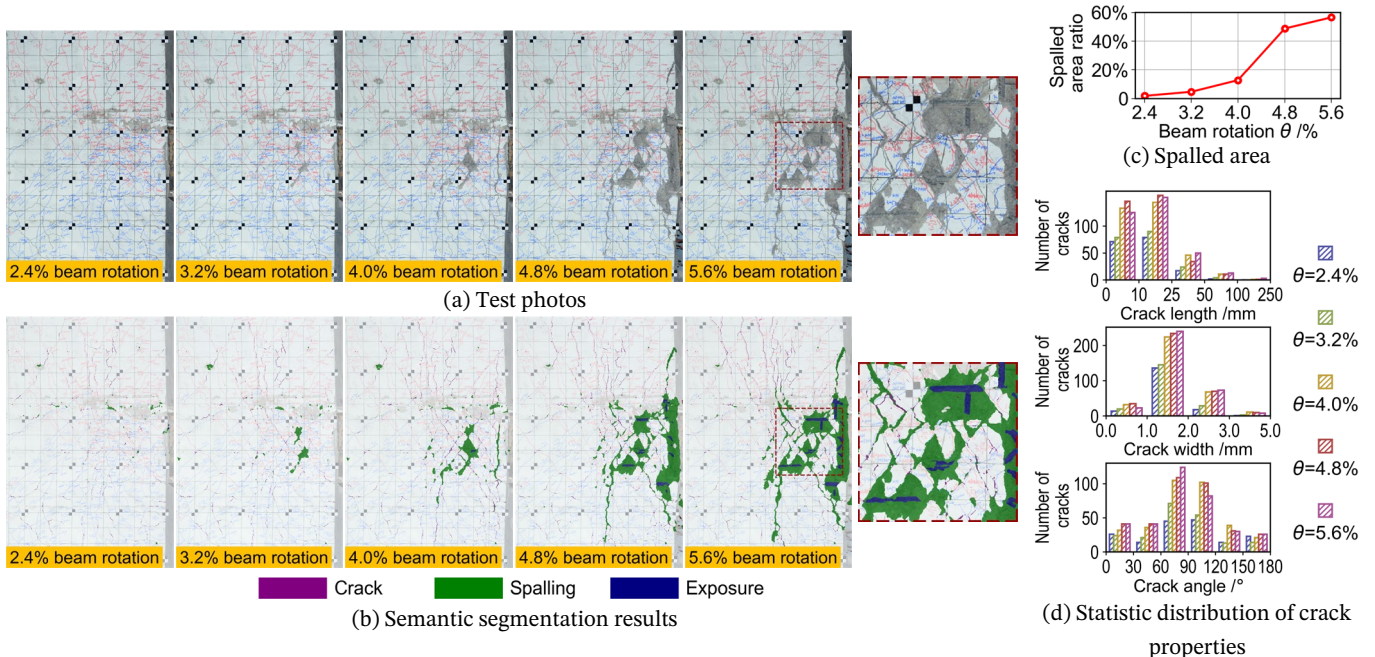 2.4% beam rotation
3.2% beam rotation
4.0% beam rotation
4.8% beam rotation
5.6% beam rotation
(a) Test photos
2.4% beam rotation
3.2% beam rotation
4.0% beam rotation
4.8% beam rotation
5.6% beam rotation
Crack
Spalling
Exposure
(b) Semantic segmentation results
Spalled
area ratio
60%
40%
20%
0
2.4 3.2 4.0 4.8 5.6
Beam rotation θ /%
(c) Spalled area
Number of
cracks
100
50
0
0 10 25 50 100 250
Crack length /mm
Number of
cracks
200
100
0
0.0 1.0 2.0 3.0 5.0
Crack width /mm
Number of
cracks
100
50
0
0 30 60 90 120 150 180
Crack angle /°
θ=2.4%
θ=3.2%
θ=4.0%
θ=4.8%
θ=5.6%
(d) Statistic distribution of crack
properties